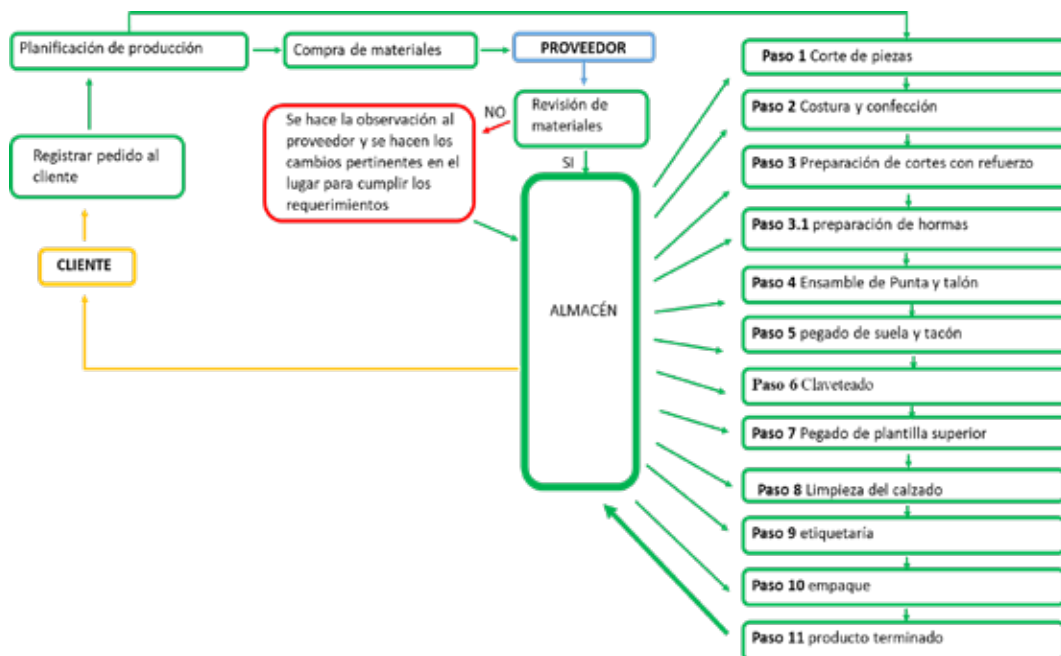 Planificación de producción
Compra de materiales
PROVEEDOR
Revisión de
materiales
NO
SI
Se hace la observación al
proveedor y se hacen los
cambios pertinentes en el
lugar para cumplir los
requerimientos
Registrar pedido al
cliente
CLIENTE
ALMACÉN
Paso 1 Corte de piezas
Paso 2 Costura y confección
Paso 3 Preparación de cortes con refuerzo
Paso 3.1 preparación de hormas
Paso 4 Ensamble de Punta y talón
Paso 5 pegado de suela y tacón
Paso 6 Claveteado
Paso 7 Pegado de plantilla superior
Paso 8 Limpieza del calzado
Paso 9 etiquetaría
Paso 10 empaque
Paso 11 producto terminado